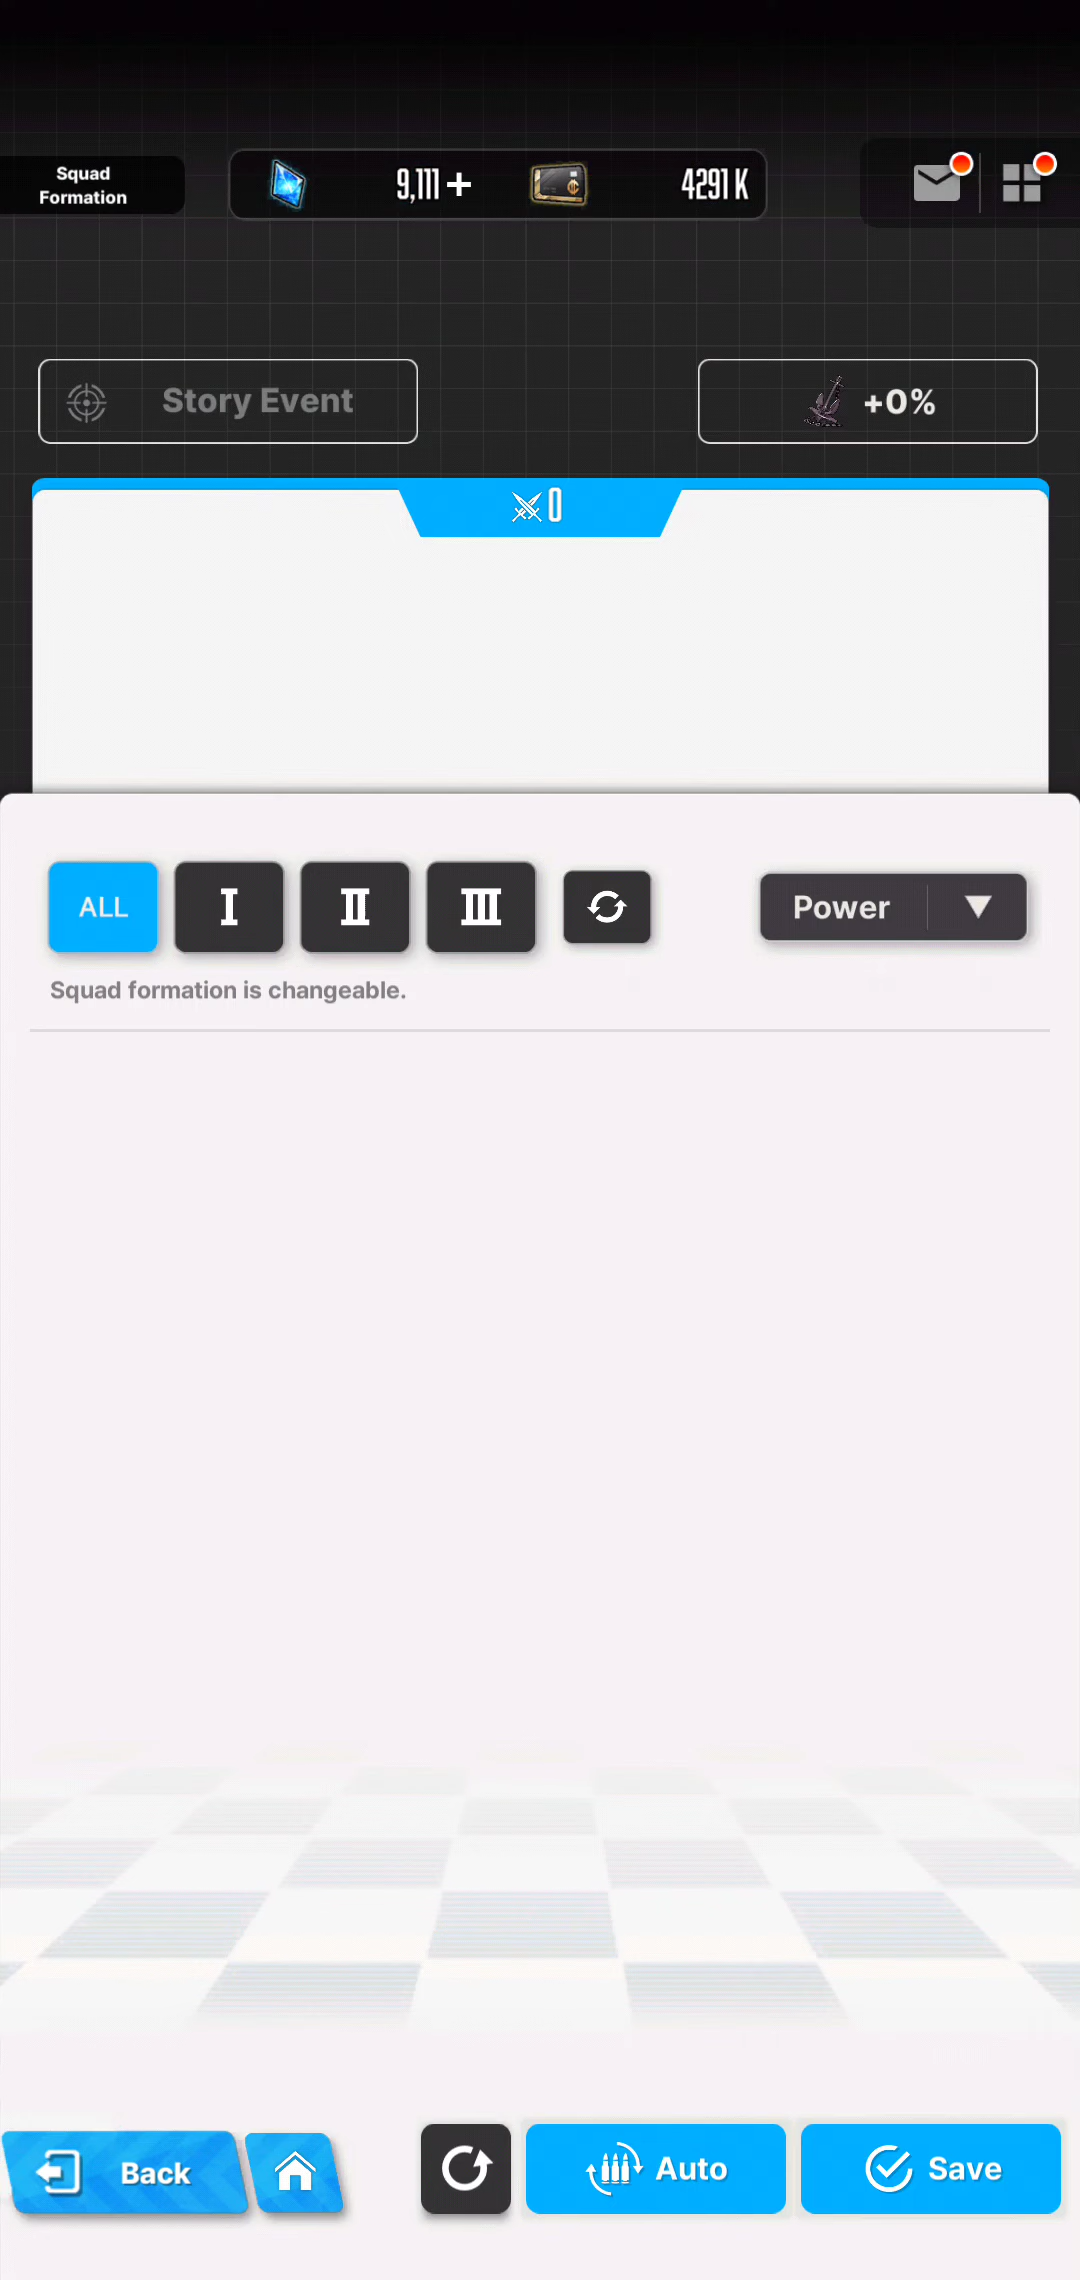 Squad
Formation
9,111 +
4291 K
Story Event
+0%
0
ALL
I
II
III
Power
Squad formation is changeable.
Back
Auto
Save